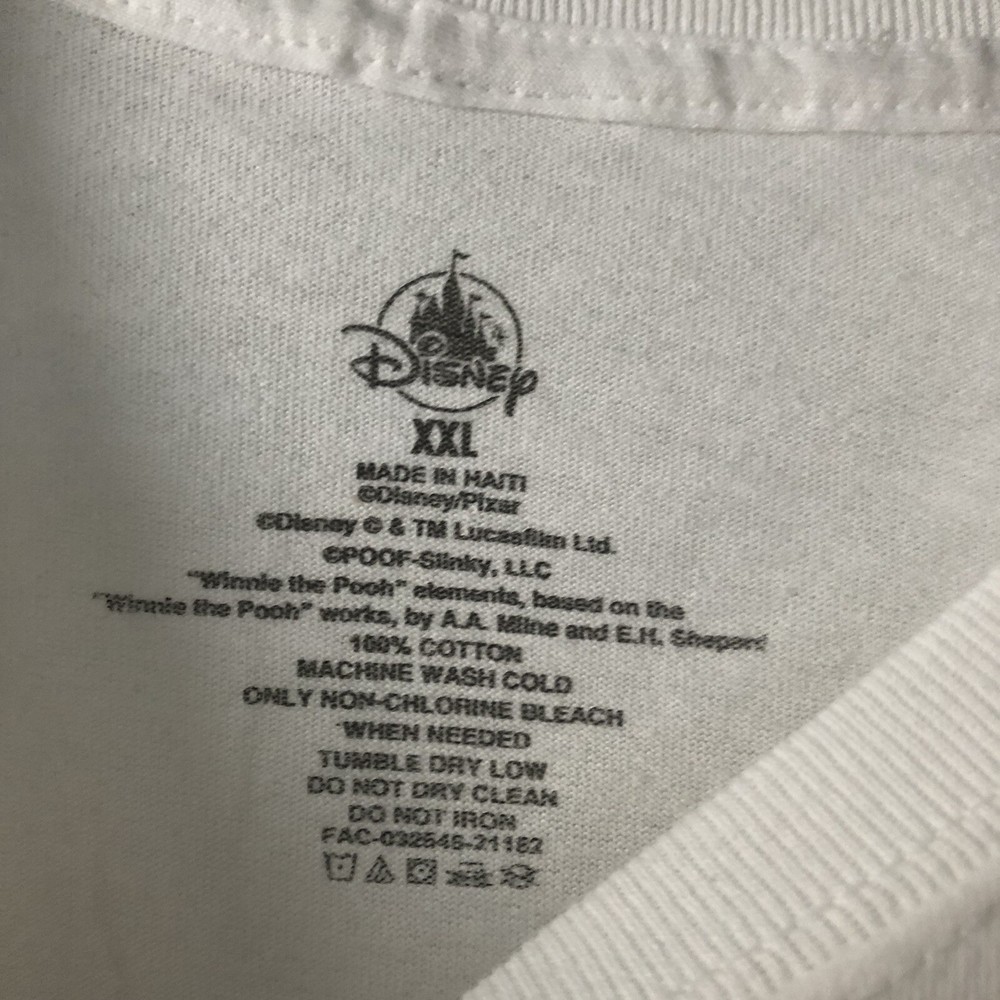 Disney
XXL
MADE IN HAITI
©Disney/Pixar
©Disney © & TM Lucasfilm Ltd.
©POOF-Slinky, LLC
"Winnie the Pooh" elements, based on the
"Winnie the Pooh" works, by A.A. Milne and E.H. Shepard
100% COTTON
MACHINE WASH COLD
ONLY NON-CHLORINE BLEACH
WHEN NEEDED
TUMBLE DRY LOW
DO NOT DRY CLEAN
DO NOT IRON
FAC-032545-21182